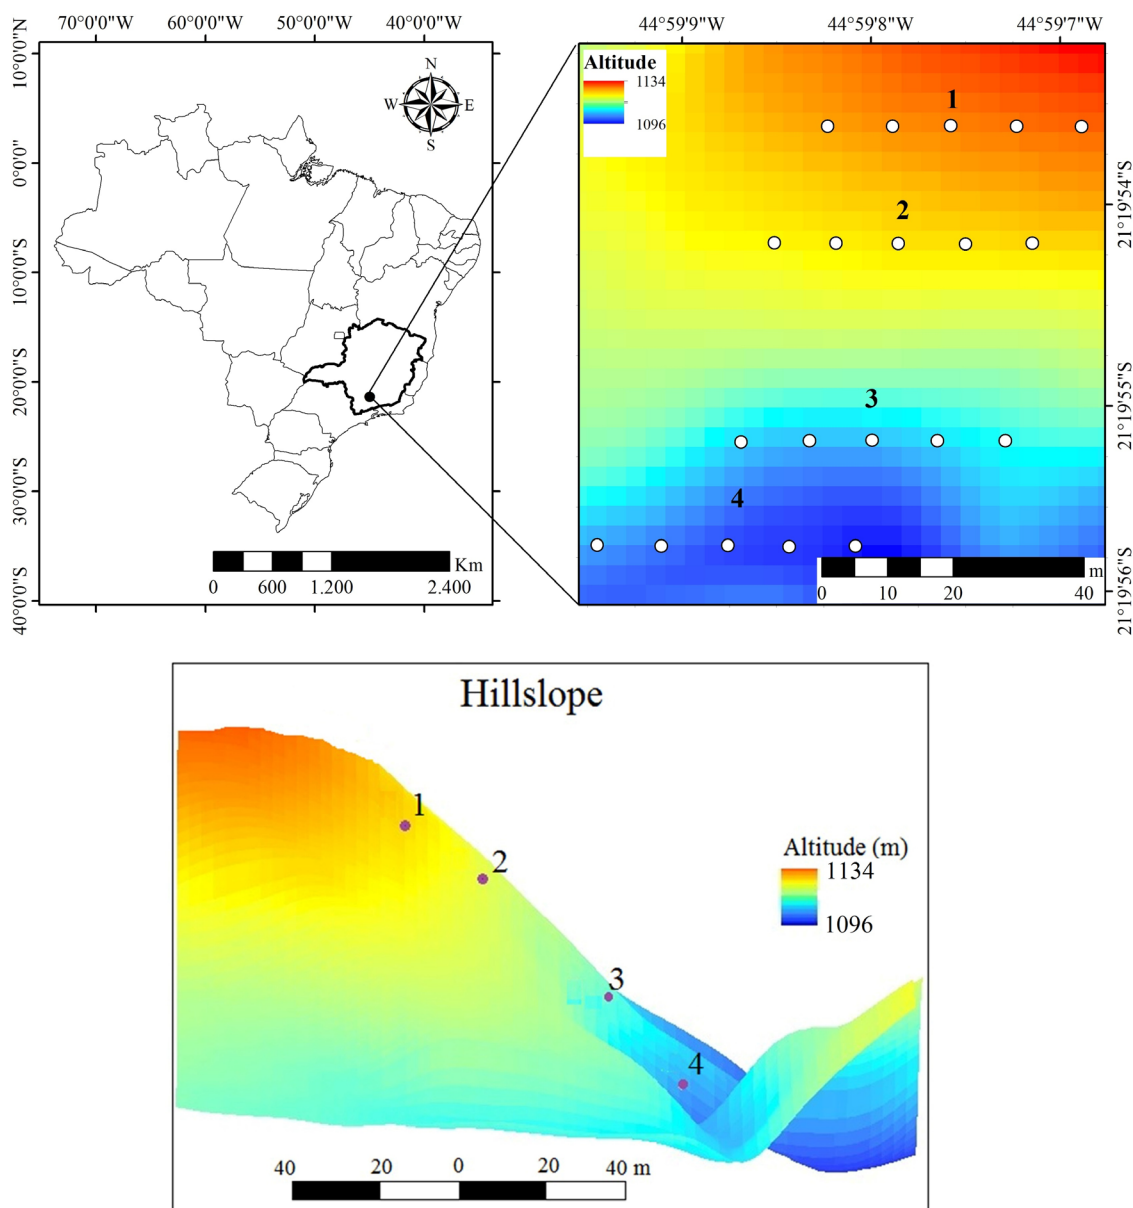 70°0'0"W 60°0'0"W 50°0'0"W 40°0'0"W
10°0'0"N
0°0'0"
10°0'0"S
20°0'0"S
30°0'0"S
40°0'0"S
N
W E
S
Km
0 600 1.200 2.400
44°59'9"W 44°59'8"W 44°59'7"W
Altitude
1134
1096
1
2
3
4
21°19'54"S
21°19'55"S
21°19'56"S
m
0 10 20 40
Hillslope
1
2
3
4
Altitude (m)
1134
1096
40 20 0 20 40 m